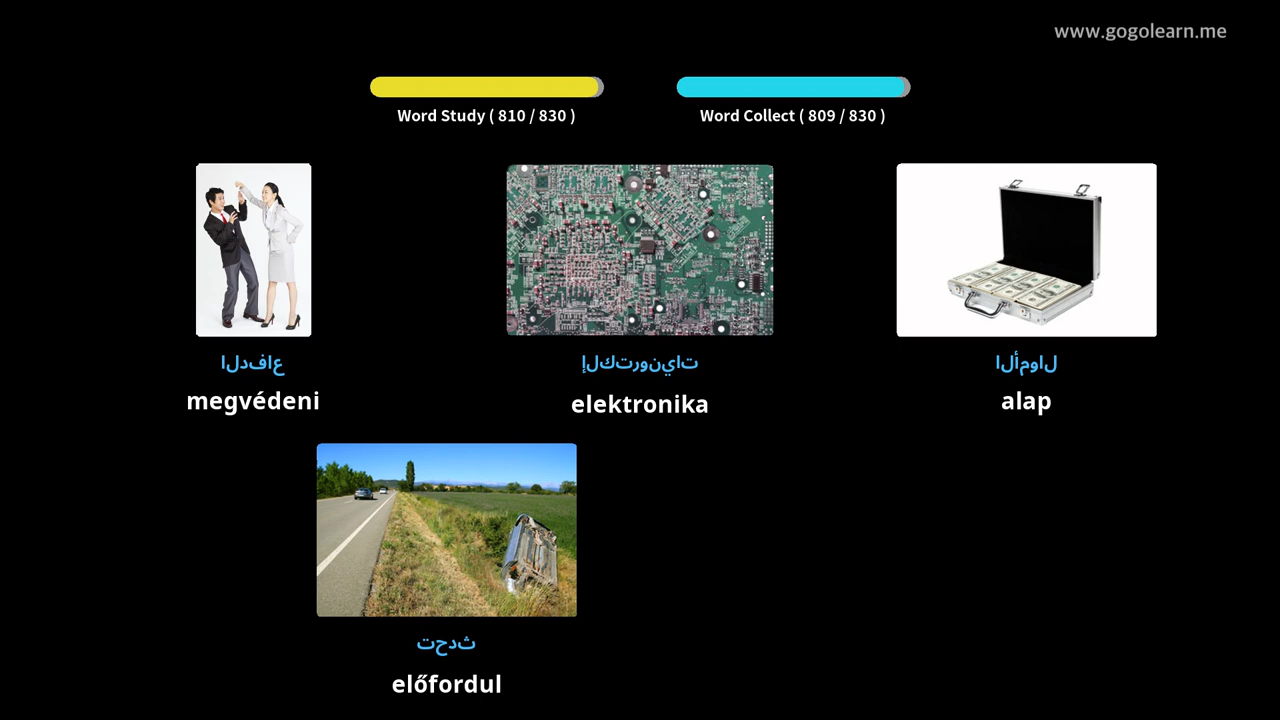 www.gogolearn.me
Word Study ( 810 / 830 )
Word Collect ( 809 / 830 )
الدفاع
megvédeni
إلكترونيات
elektronika
الأموال
alap
تحدث
előfordul